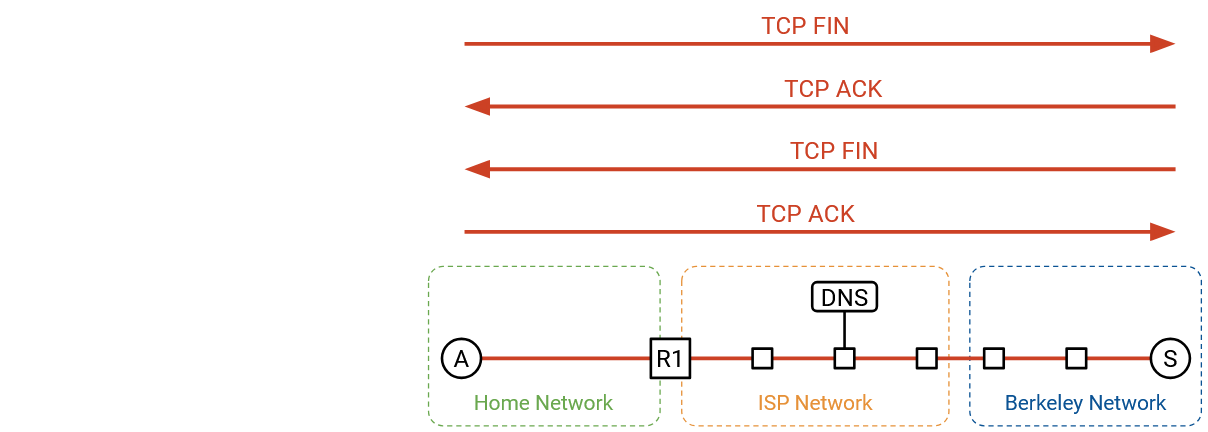 TCP FIN
TCP ACK
TCP FIN
TCP ACK
DNS
A
R1
S
Home Network
ISP Network
Berkeley Network